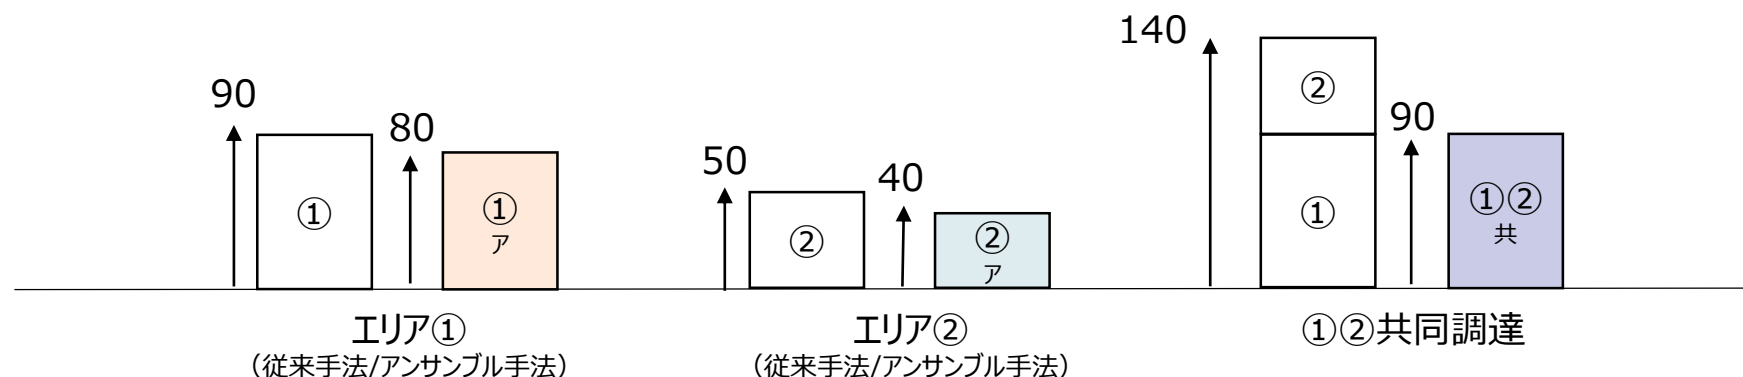 90
①
80
①
ア
エリア①
(従来手法/アンサンブル手法)
50
②
40
②
ア
エリア②
(従来手法/アンサンブル手法)
140
②
①
90
①②
共
①②共同調達